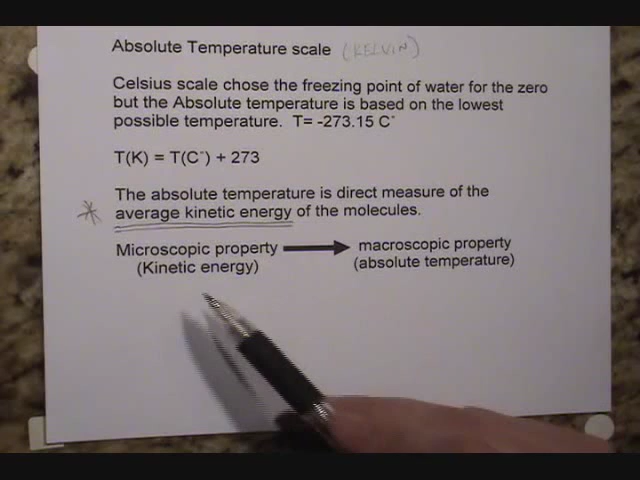 Absolute Temperature scale (KELVIN)
Celsius scale chose the freezing point of water for the zero
but the Absolute temperature is based on the lowest
possible temperature. T= -273.15 C°
T(K) = T(C°) + 273
The absolute temperature is direct measure of the
* average kinetic energy of the molecules.
Microscopic property macroscopic property
(Kinetic energy) (absolute temperature)